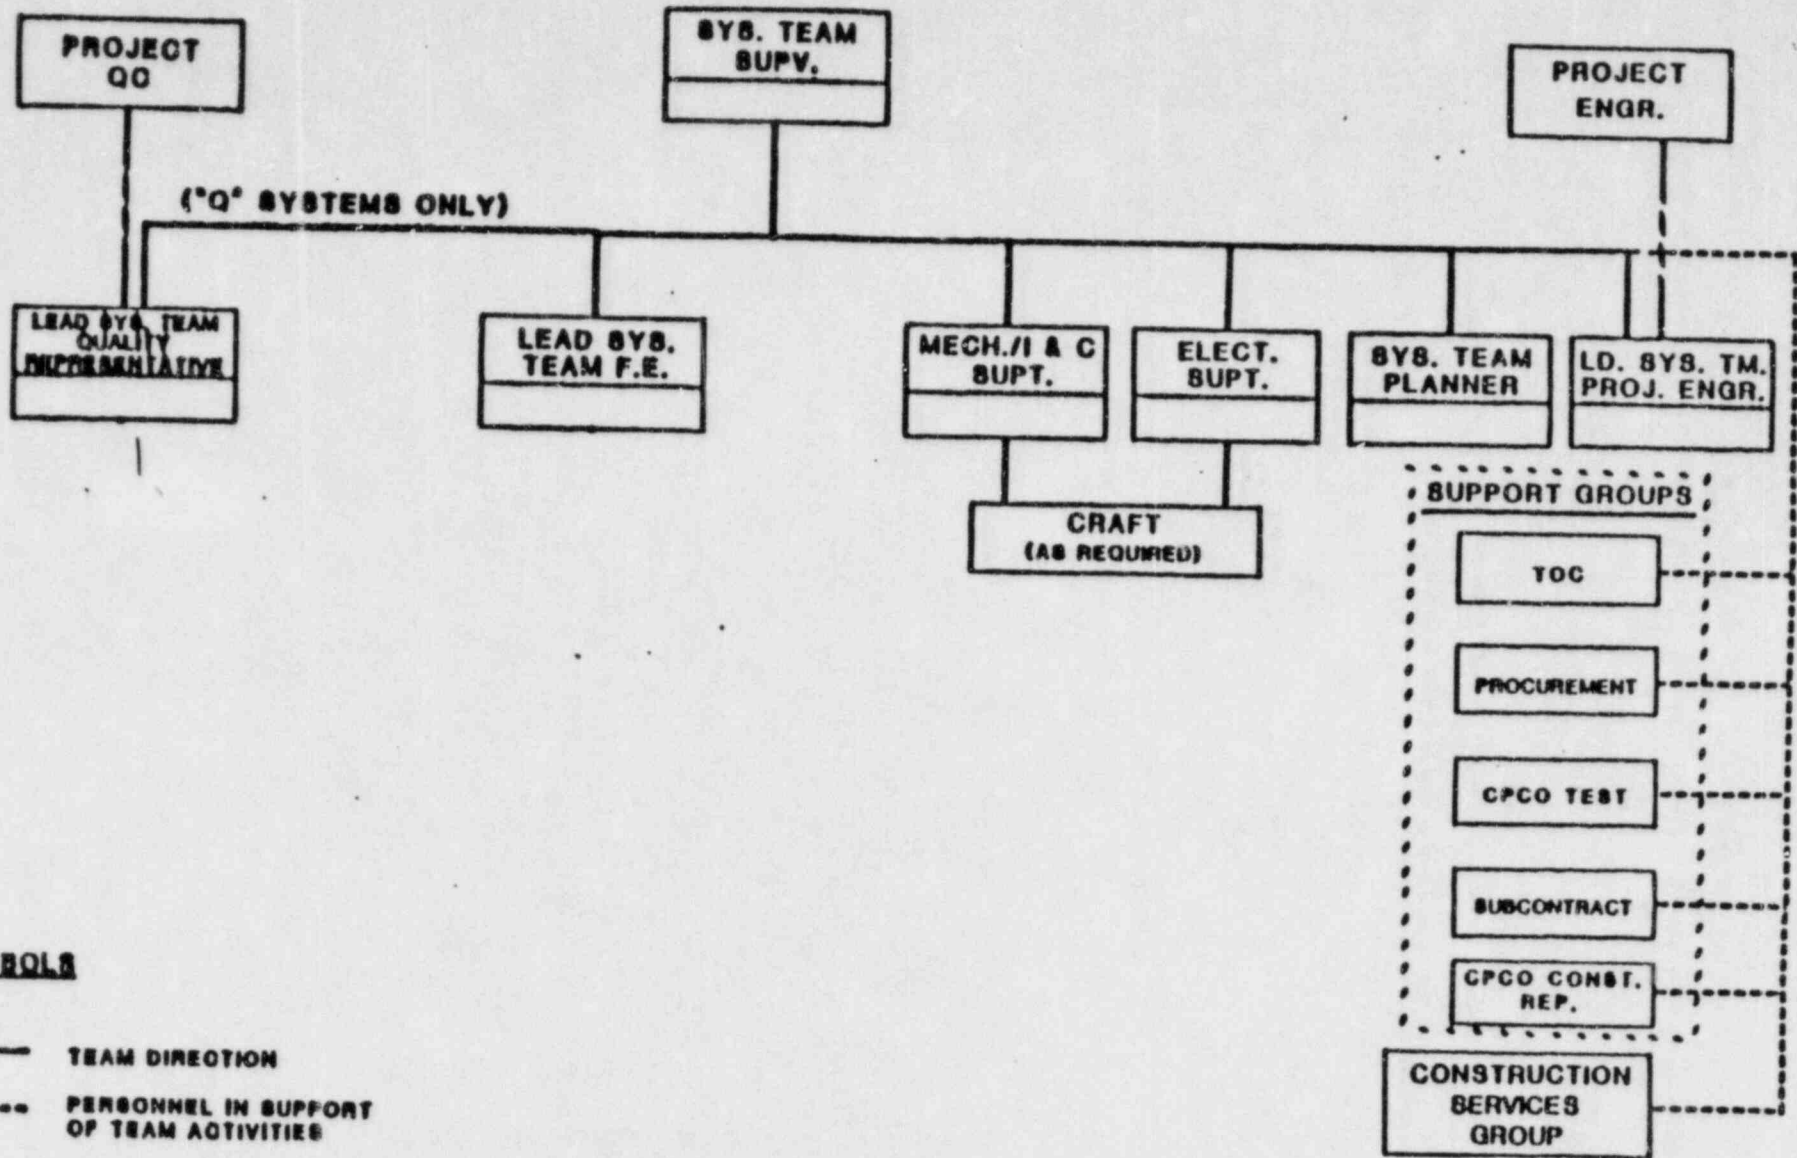 PROJECT
QC
SYS. TEAM
SUPV.
PROJECT
ENGR.
("Q" SYSTEMS ONLY)
LEAD SYS. TEAM
QUALITY
REPRESENTATIVE
LEAD SYS.
TEAM F.E.
MECH./I & C
SUPT.
ELECT.
SUPT.
SYS. TEAM
PLANNER
LD. SYS. TM.
PROJ. ENGR.
CRAFT
(AS REQUIRED)
SUPPORT GROUPS
TOC
PROCUREMENT
CPCO TEST
SUBCONTRACT
CPCO CONST.
REP.
CONSTRUCTION
SERVICES
GROUP
BOLS
TEAM DIRECTION
PERSONNEL IN SUPPORT
OF TEAM ACTIVITIES